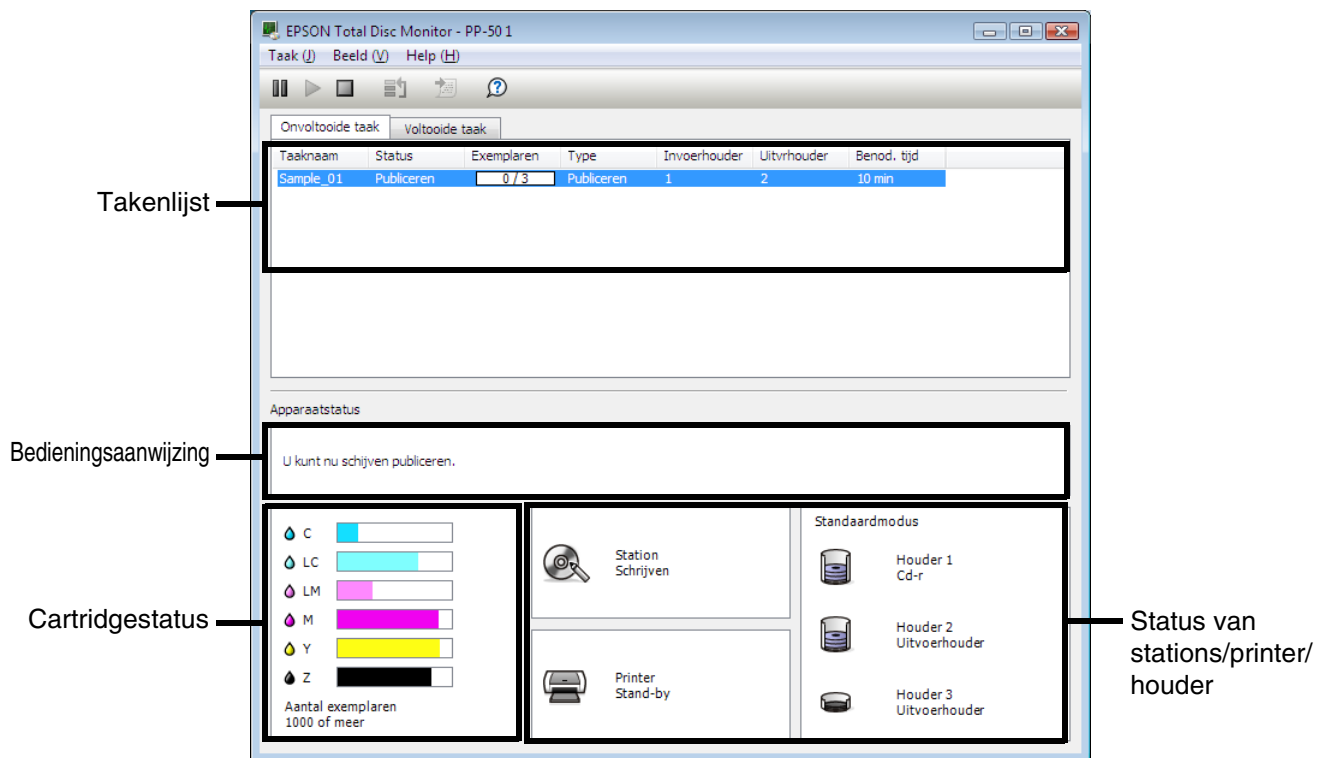 EPSON Total Disc Monitor - PP-50 1
Taak (J) Beeld (V) Help (H)
Onvoltooide taak Voltooide taak
Taaknaam Status Exemplaren Type Invoerhouder Uitvrhouder Benod. tijd
Sample_01 Publiceren 0 / 3 Publiceren 1 2 10 min
Takenlijst
Apparaatstatus
Bedieningsaanwijzing
U kunt nu schijven publiceren.
C
LC
LM
M
Y
Z
Aantal exemplaren
1000 of meer
Cartridgestatus
Station
Schrijven
Printer
Stand-by
Standaardmodus
Houder 1
Cd-r
Houder 2
Uitvoerhouder
Houder 3
Uitvoerhouder
Status van
stations/printer/
houder